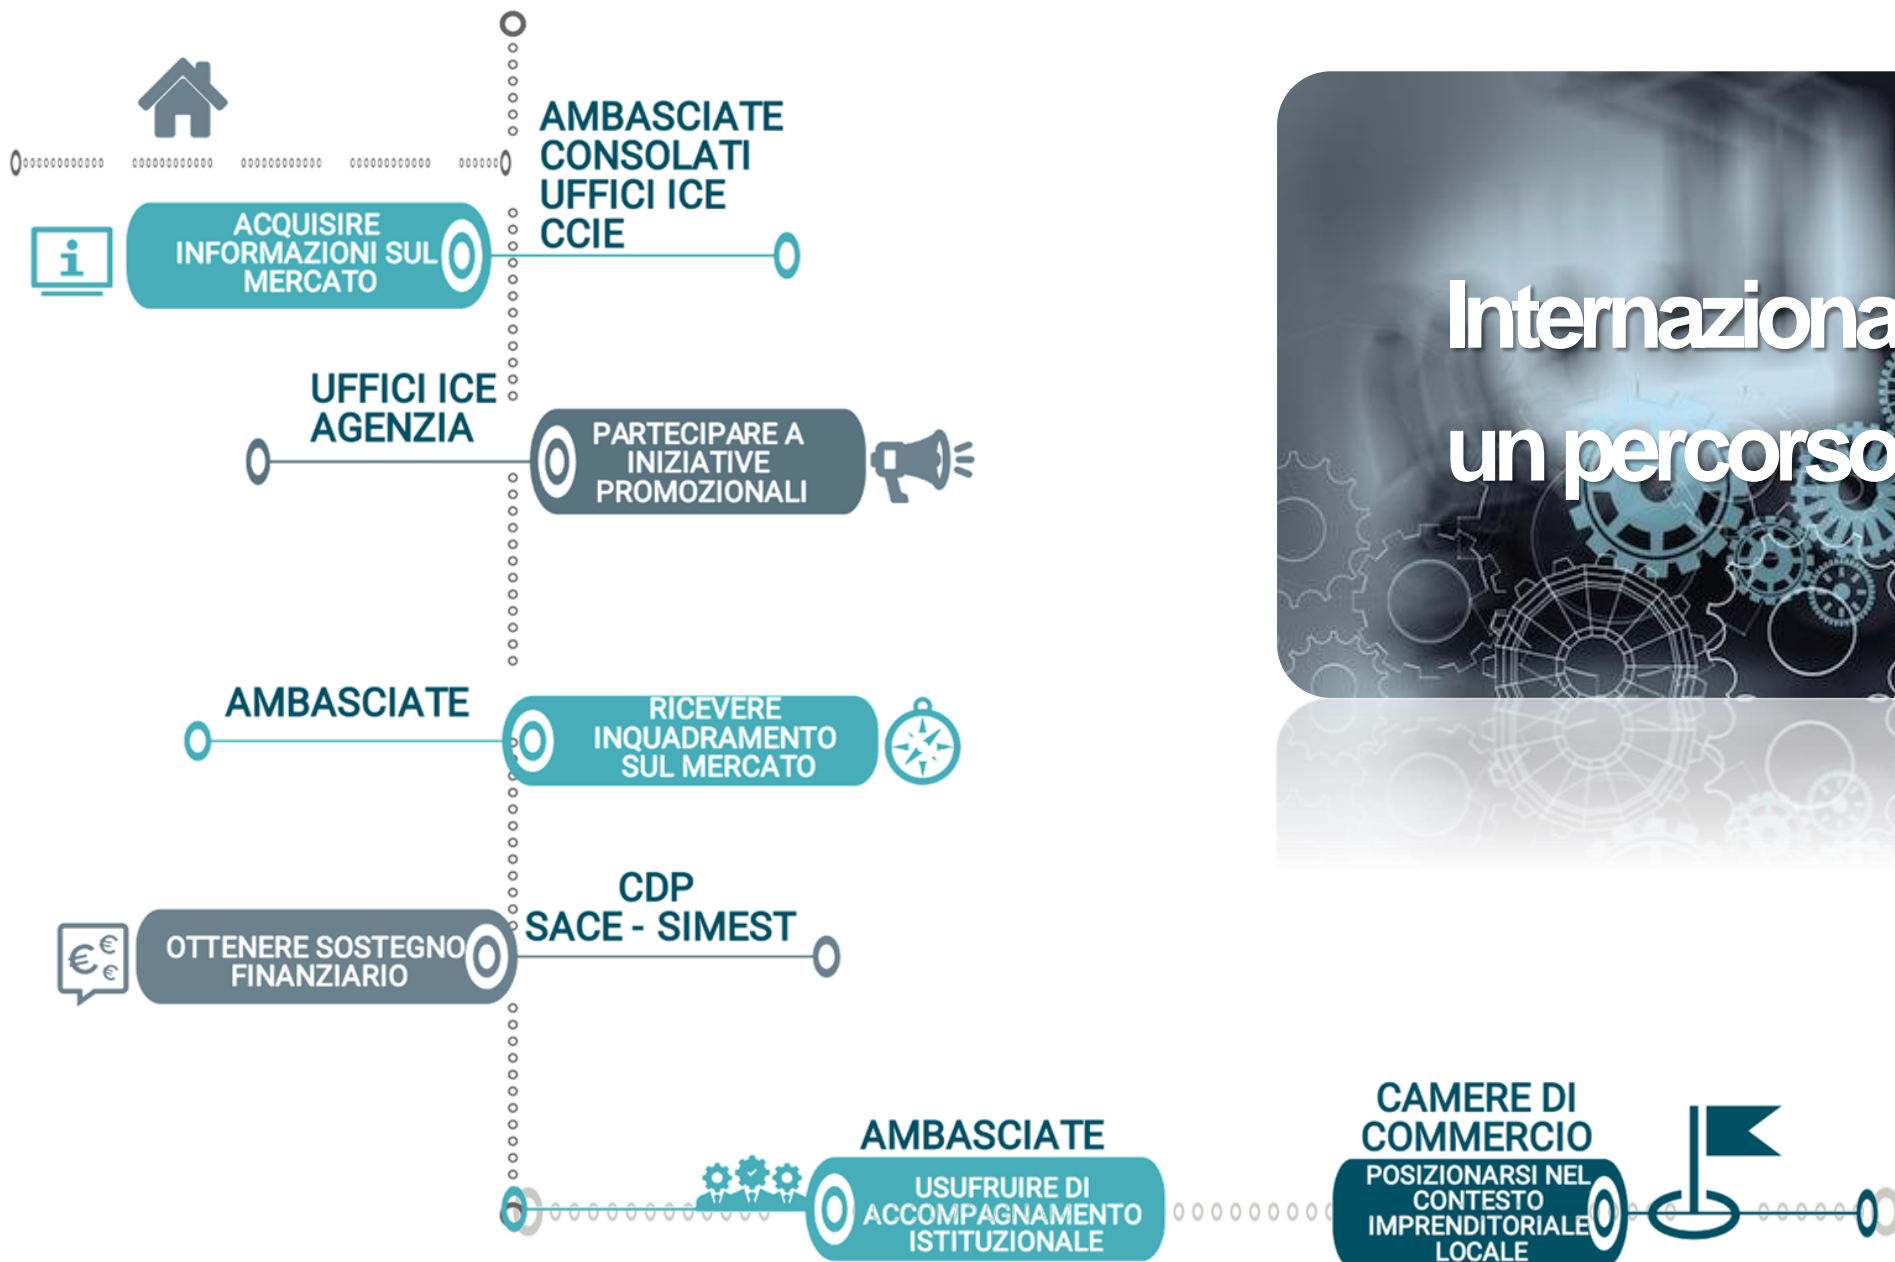 AMBASCIATE
CONSOLATI
UFFICI ICE
CCIE
ACQUISIRE
INFORMAZIONI SUL
MERCATO
UFFICI ICE
AGENZIA
PARTECIPARE A
INIZIATIVE
PROMOZIONALI
Internaziona
un percorso
AMBASCIATE
RICEVERE
INQUADRAMENTO
SUL MERCATO
CDP
SACE - SIMEST
OTTENERE SOSTEGNO
FINANZIARIO
AMBASCIATE
USUFRUIRE DI
ACCOMPAGNAMENTO
ISTITUZIONALE
CAMERE DI
COMMERCIO
POSIZIONARSI NEL
CONTESTO
IMPRENDITORIALE
LOCALE